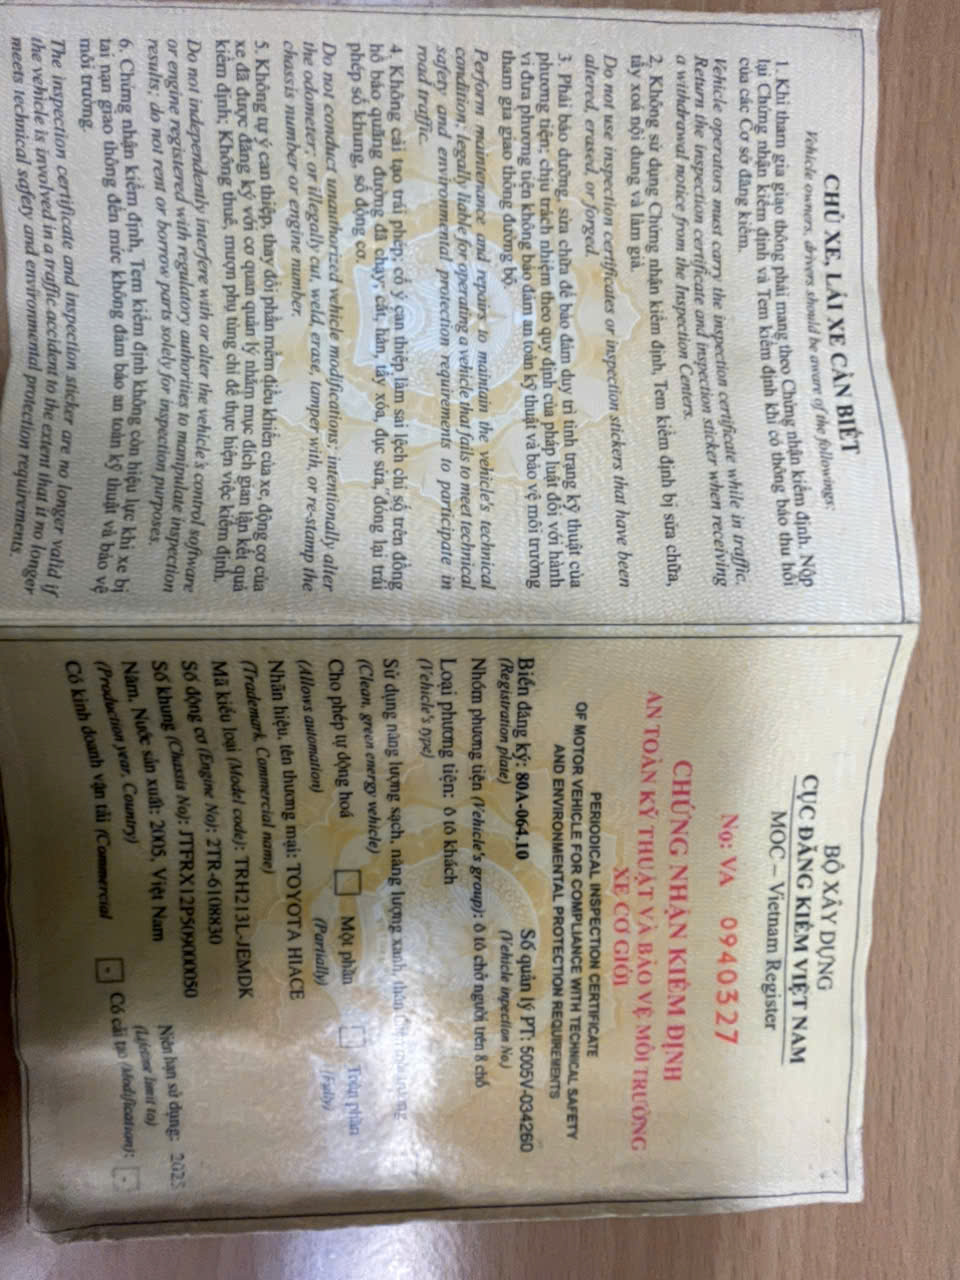 CHỦ XE, LÁI XE CẦN BIẾT
Vehicle owners, drivers should be aware of the followings:
1. Khi tham gia giao thông phải mang theo Chứng nhận kiểm định. Nộp
lại Chứng nhận kiểm định và Tem kiểm định khi có thông báo thu hồi
của các Cơ sở đăng kiểm.
Vehicle operators must carry the inspection certificate while in traffic.
Return the inspection certificate and inspection sticker when receiving
a withdrawal notice from the Inspection Centers.
2. Không sử dụng Chứng nhận kiểm định, Tem kiểm định bị sửa chữa,
tẩy xoá nội dung và làm giả.
Do not use inspection certificates or inspection stickers that have been
altered, erased, or forged.
3. Phải bảo dưỡng, sửa chữa để bảo đảm duy trì tình trạng kỹ thuật của
phương tiện; chịu trách nhiệm theo quy định của pháp luật đối với hành
vi đưa phương tiện không bảo đảm an toàn kỹ thuật và bảo vệ môi trường
tham gia giao thông đường bộ.
Perform maintenance and repairs to maintain the vehicle's technical
condition; legally liable for operating a vehicle that fails to meet technical
safety and environmental protection requirements to participate in
road traffic.
4. Không cải tạo trái phép; cố ý can thiệp làm sai lệch chỉ số trên đồng
hồ báo quãng đường đã chạy; cắt, hàn, tẩy xóa, đục sửa, đóng lại trái
phép số khung, số động cơ.
Do not conduct unauthorized vehicle modifications; intentionally alter
the odometer; or illegally cut, weld, erase, tamper with, or re-stamp the
chassis number or engine number.
5. Không tự ý can thiệp, thay đổi phần mềm điều khiển của xe, động cơ của
xe đã được đăng ký với cơ quan quản lý nhằm mục đích gian lận kết quả
kiểm định; Không thuê, mượn phụ tùng chỉ để thực hiện việc kiểm định.
Do not independently interfere with or alter the vehicle's control software
or engine registered with regulatory authorities to manipulate inspection
results; do not rent or borrow parts solely for inspection purposes.
6. Chứng nhận kiểm định, Tem kiểm định không còn hiệu lực khi xe bị
tai nạn giao thông đến mức không đảm bảo an toàn kỹ thuật và bảo vệ
môi trường
The inspection certificate and inspection sticker are no longer valid if
the vehicle is involved in a traffic accident to the extent that it no longer
meets technical safety and environmental protection requirements.
BỘ XÂY DỰNG
CỤC ĐĂNG KIỂM VIỆT NAM
MOC – Vietnam Register
No: VA 0940327
CHỨNG NHẬN KIỂM ĐỊNH
AN TOÀN KỸ THUẬT VÀ BẢO VỆ MÔI TRƯỜNG
XE CƠ GIỚI
PERIODICAL INSPECTION CERTIFICATE
OF MOTOR VEHICLE FOR COMPLIANCE WITH TECHNICAL SAFETY
AND ENVIRONMENTAL PROTECTION REQUIREMENTS
Biển đăng ký: 80A-064.10 Số quản lý PT: 5005V-034260
(Registration plate) (Vehicle inpection No.)
Nhóm phương tiện (Vehicle's group): ô tô chở người trên 8 chỗ
Loại phương tiện: ô tô khách
(Vehicle's type)
Sử dụng năng lượng sạch, năng lượng xanh, thân
(Clean, green energy vehicle)
Cho phép tự động hoá Một phần Toàn phần
(Allows automation) (Partially) (Fully)
Nhãn hiệu, tên thương mại: TOYOTA HIACE
(Trademark, Commercial name)
Mã kiểu loại (Model code): TRH213L-JEMDK
Số động cơ (Engine No): 2TR-6108830
Số khung (Chassis No): JTFRX12P509000050
Năm, Nước sản xuất: 2005, Việt Nam Niên hạn sử dụng: 2025
(Production year, Country) (Lifetime limit to)
Có kinh doanh vận tải (Commercial Có cải tạo (Modification):